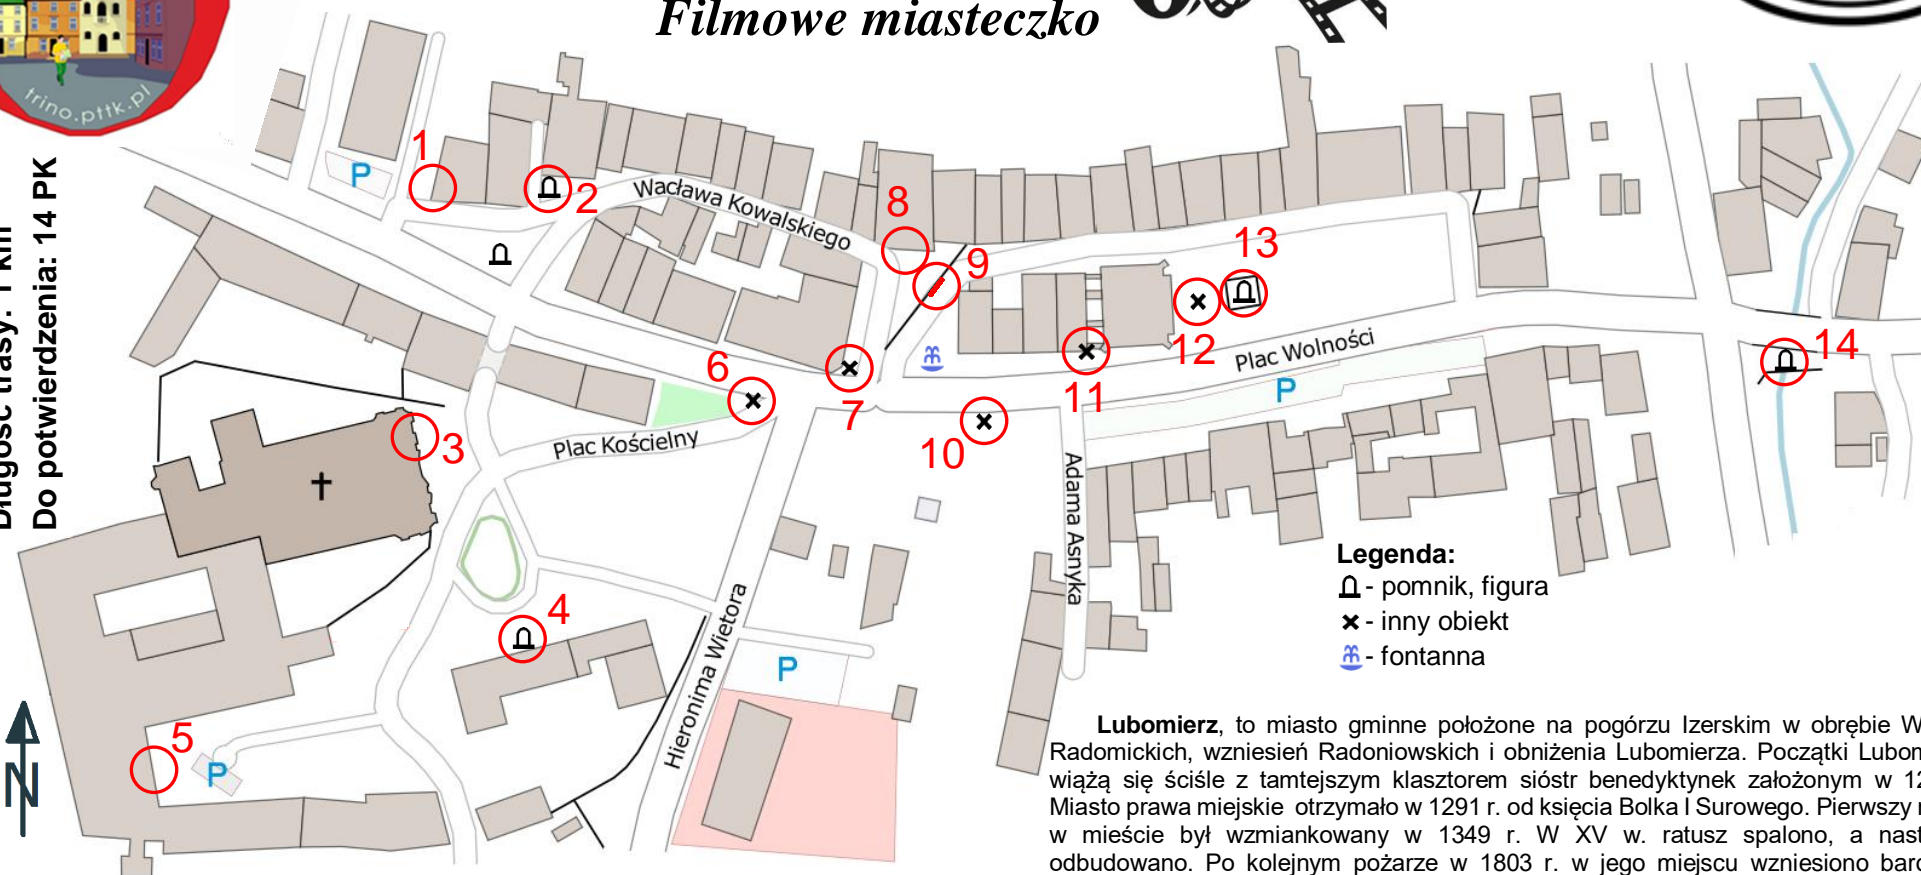 Filmowe miasteczko
trino.pttk.pl
Do potwierdzenia: 14 PK
P
1
2
Wacława Kowalskiego
8
9
13
12
Plac Wolności
14
6
7
11
P
10
3
Plac Kościelny
Adama Asnyka
4
Hieronima Wietora
P
5
P
N
Legenda:
- pomnik, figura
- inny obiekt
- fontanna
Lubomierz, to miasto gminne położone na pogórzu Izerskim w obrębie
Radomickich, wzniesień Radoniowskich i obniżenia Lubomierza. Początki
wiążą się ściśle z tamtejszym klasztorem sióstr benedyktynek założonym w
Miasto prawa miejskie otrzymało w 1291 r. od księcia Bolka I Surowego. Pierwszy
w mieście był wzmiankowany w 1349 r. W XV w. ratusz spalono, a
odbudowano. Po kolejnym pożarze w 1803 r. w jego miejscu wzniesiono